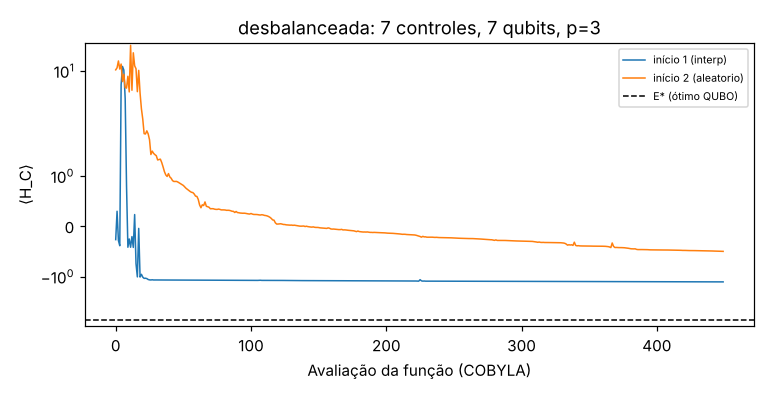 desbalanceada: 7 controles, 7 qubits, p=3
início 1 (interp)
início 2 (aleatorio)
E* (ótimo QUBO)
10¹
10⁰
0
−10⁰
⟨H_C⟩
0 100 200 300 400
Avaliação da função (COBYLA)